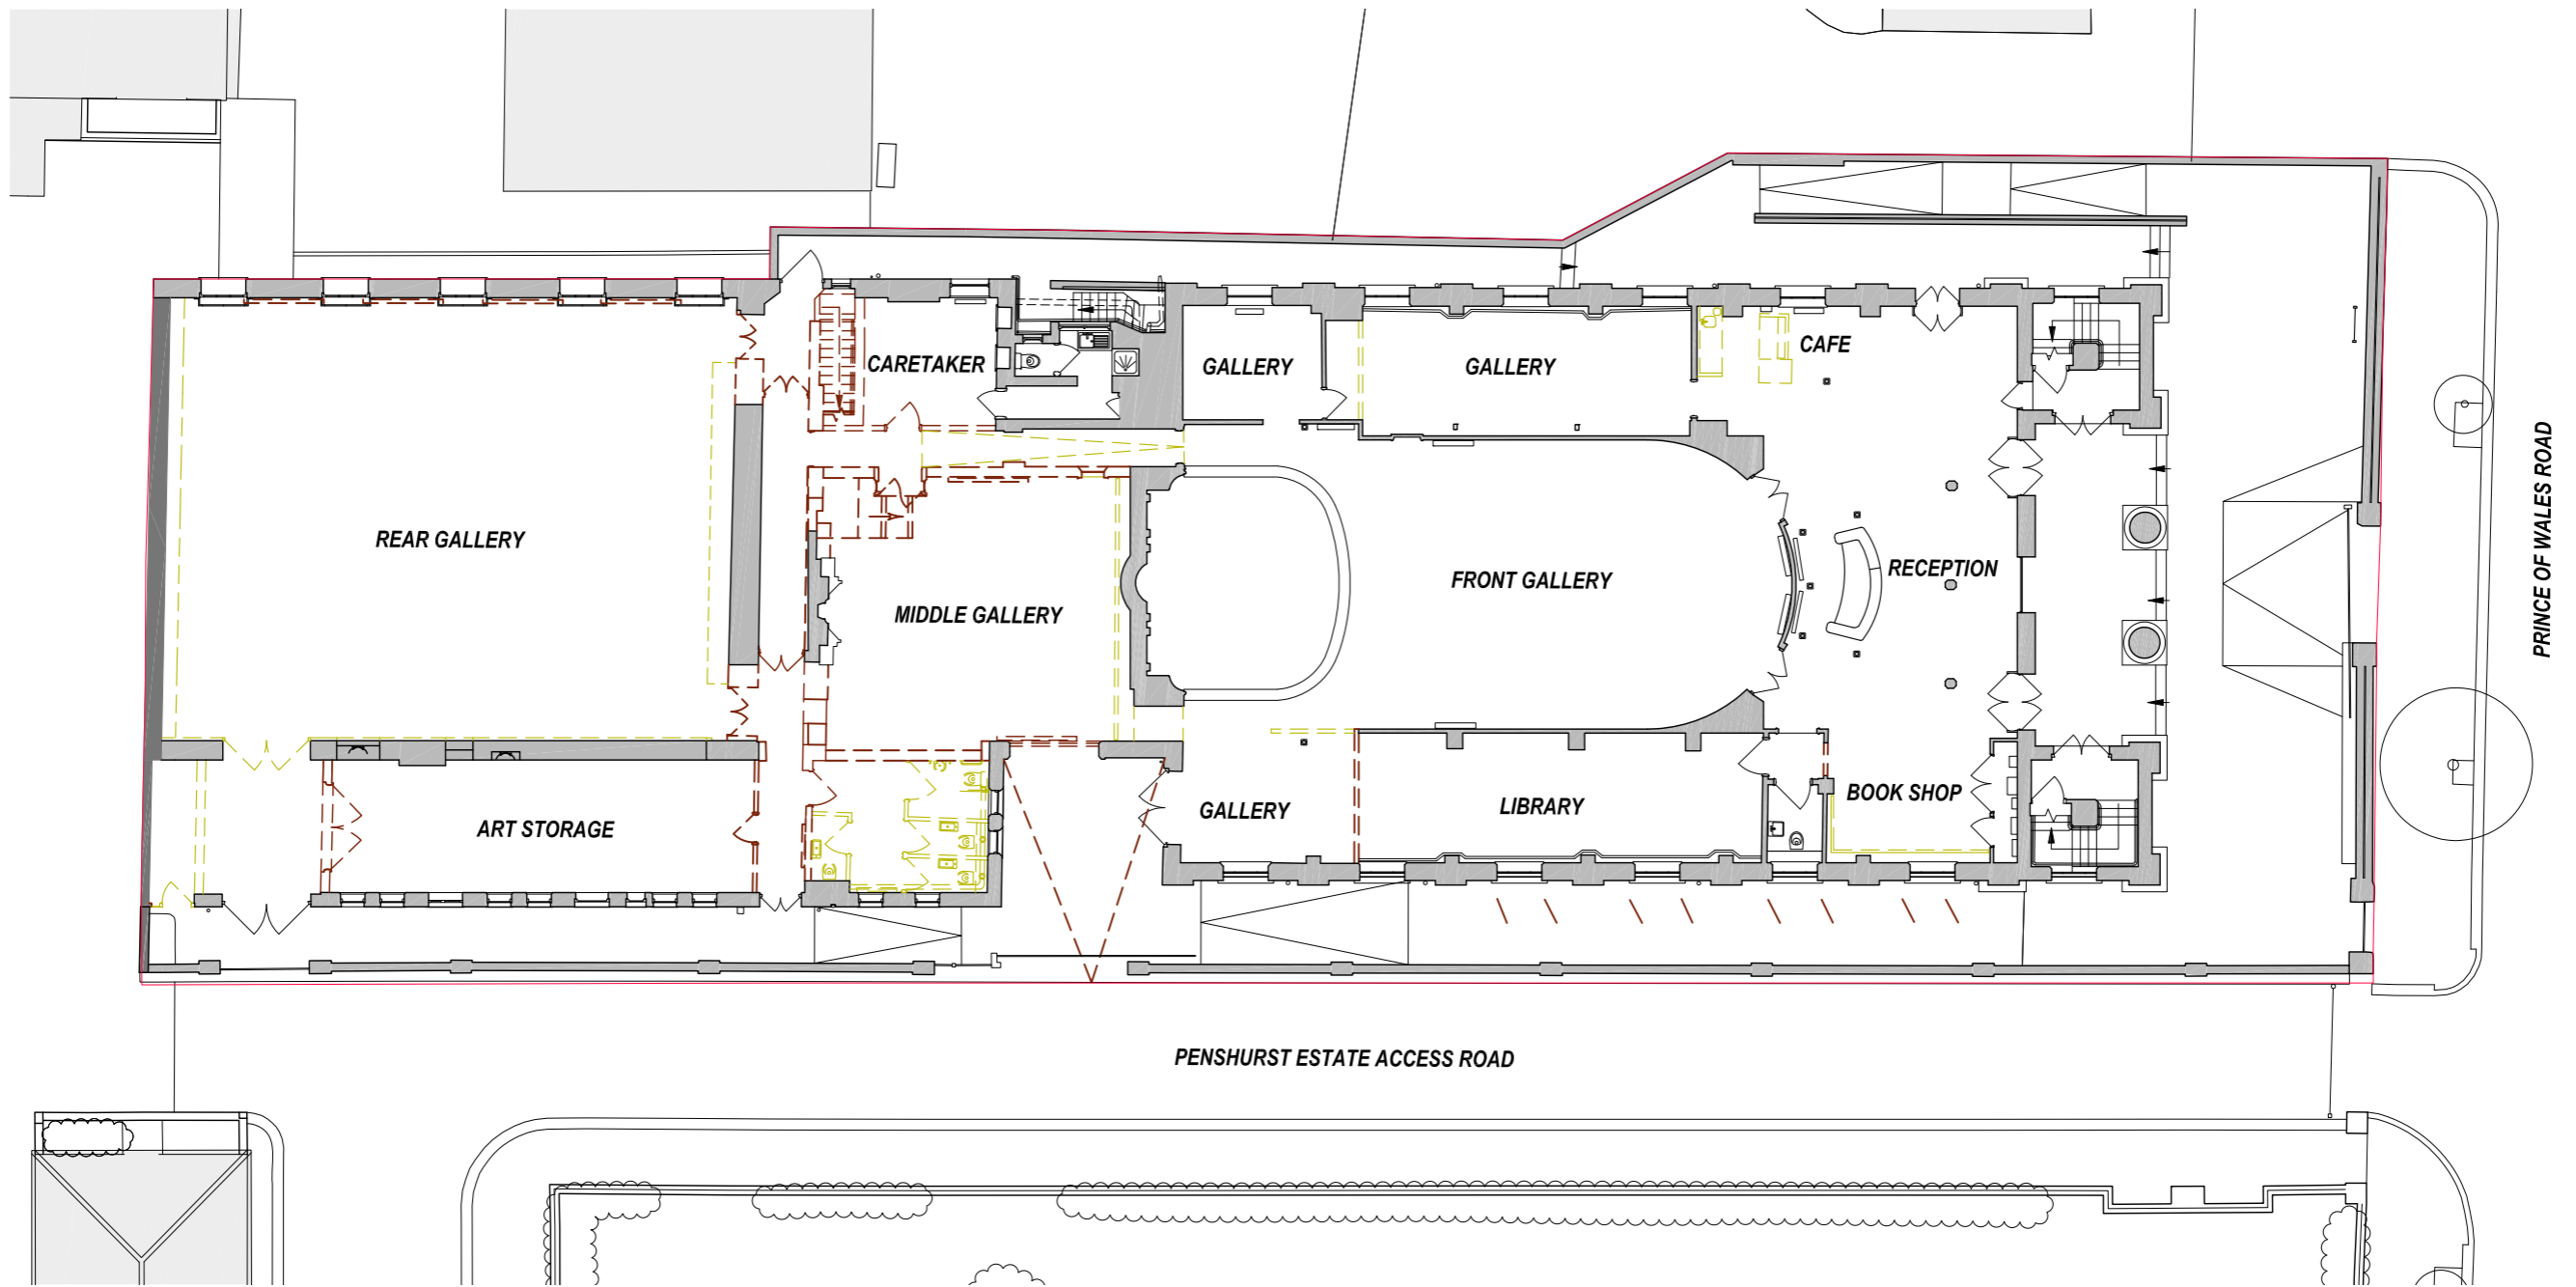 CARETAKER
GALLERY
GALLERY
CAFE
REAR GALLERY
MIDDLE GALLERY
FRONT GALLERY
RECEPTION
ART STORAGE
GALLERY
LIBRARY
BOOK SHOP
PRINCE OF WALES ROAD
PENSHURST ESTATE ACCESS ROAD